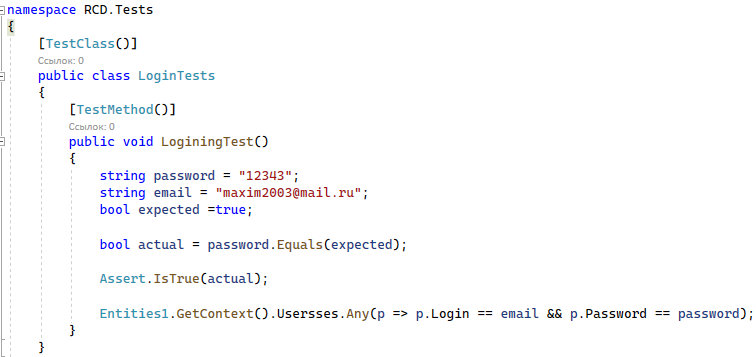 namespace RCD.Tests
{
[TestClass()]
Ссылок: 0
public class LoginTests
{
[TestMethod()]
Ссылок: 0
public void LoginingTest()
{
string password = "12343";
string email = "maxim2003@mail.ru";
bool expected =true;
bool actual = password.Equals(expected);
Assert.IsTrue(actual);
Entities1.GetContext().Usersses.Any(p => p.Login == email && p.Password == password);
}
}